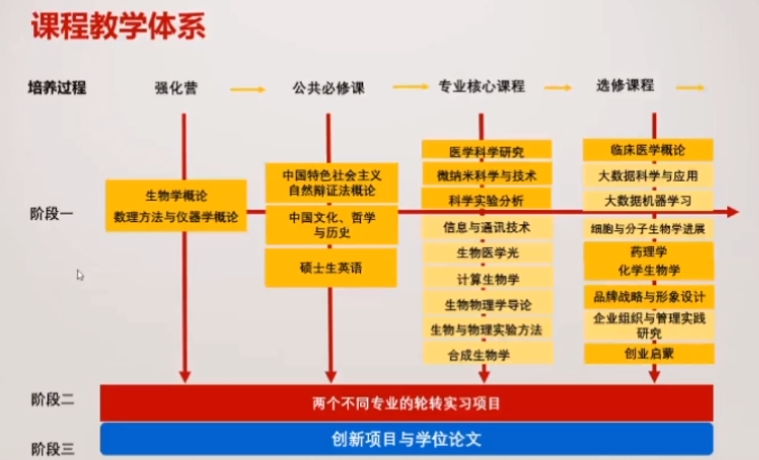 课程教学体系
培养过程
强化营
公共必修课
专业核心课程
选修课程
阶段一
生物学概论
数理方法与仪器学概论
中国特色社会主义
自然辩证法概论
中国文化、哲学
与历史
硕士生英语
医学科学研究
微纳米科学与技术
科学实验分析
信息与通讯技术
生物医学光
计算生物学
生物物理学导论
生物与物理实验方法
合成生物学
临床医学概论
大数据科学与应用
大数据机器学习
细胞与分子生物学进展
药理学
化学生物学
品牌战略与形象设计
企业组织与管理实践
研究
创业启蒙
阶段二
两个不同专业的轮转实习项目
阶段三
创新项目与学位论文